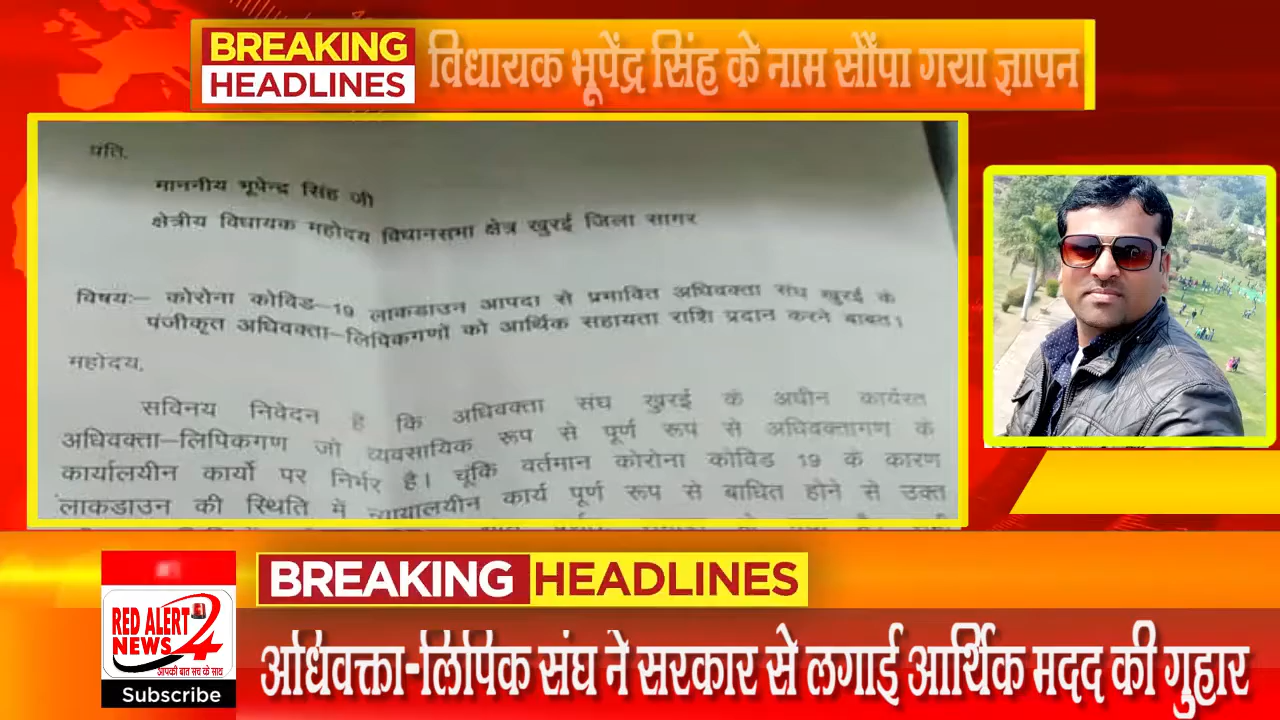 BREAKING
HEADLINES
विधायक भूपेंद्र सिंह के नाम सौंपा गया ज्ञापन
प्रति,
माननीय भूपेन्द्र सिंह जी
क्षेत्रीय विधायक महोदय विधानसभा क्षेत्र खुरई जिला सागर
विषयः– कोरोना कोविड–19 लाकडाउन आपदा से प्रभावित अधिवक्ता संघ खुरई के
पंजीकृत अधिवक्ता–लिपिकगणों को आर्थिक सहायता राशि प्रदान करने बाबत।
महोदय,
सविनय निवेदन है कि अधिवक्ता संघ खुरई के अधीन कार्यरत
अधिवक्ता–लिपिकगण जो व्यवसायिक रूप से पूर्ण रूप से अधिवक्तागण के
कार्यालयीन कार्यो पर निर्भर है। चूंकि वर्तमान कोरोना कोविड 19 के कारण
लाकडाउन की स्थिति में न्यायालयीन कार्य पूर्ण रूप से बाधित होने से उक्त
BREAKING HEADLINES
RED ALERT
NEWS 24
आपकी बात सच के साथ
Subscribe
अधिवक्ता-लिपिक संघ ने सरकार से लगाई आर्थिक मदद की गुहार